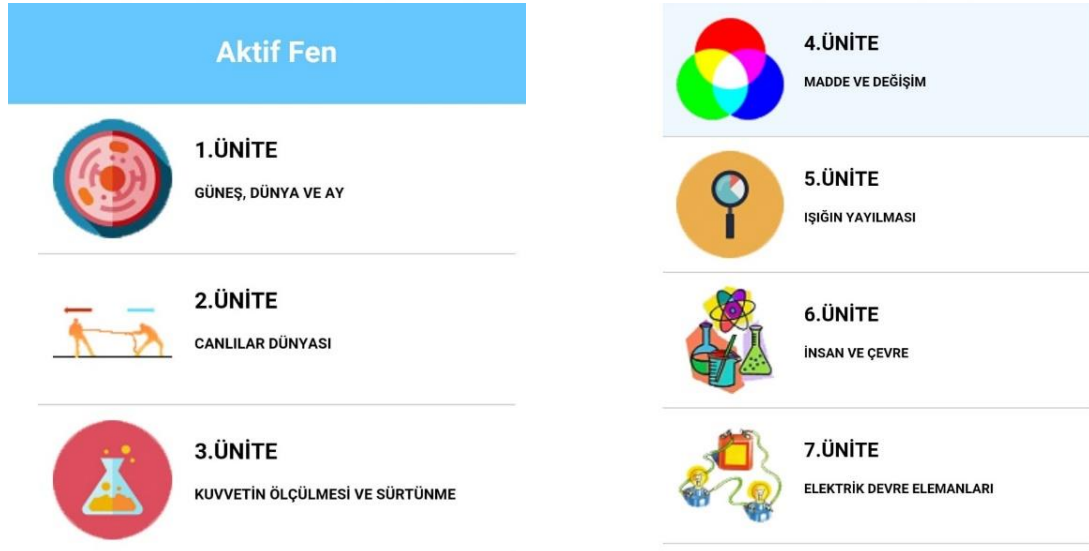 Aktif Fen
1.ÜNİTE
GÜNEŞ, DÜNYA VE AY
2.ÜNİTE
CANLILAR DÜNYASI
3.ÜNİTE
KUVVETİN ÖLÇÜLMESİ VE SÜRTÜNME
4.ÜNİTE
MADDE VE DEĞİŞİM
5.ÜNİTE
IŞIĞIN YAYILMASI
6.ÜNİTE
İNSAN VE ÇEVRE
7.ÜNİTE
ELEKTRİK DEVRE ELEMANLARI